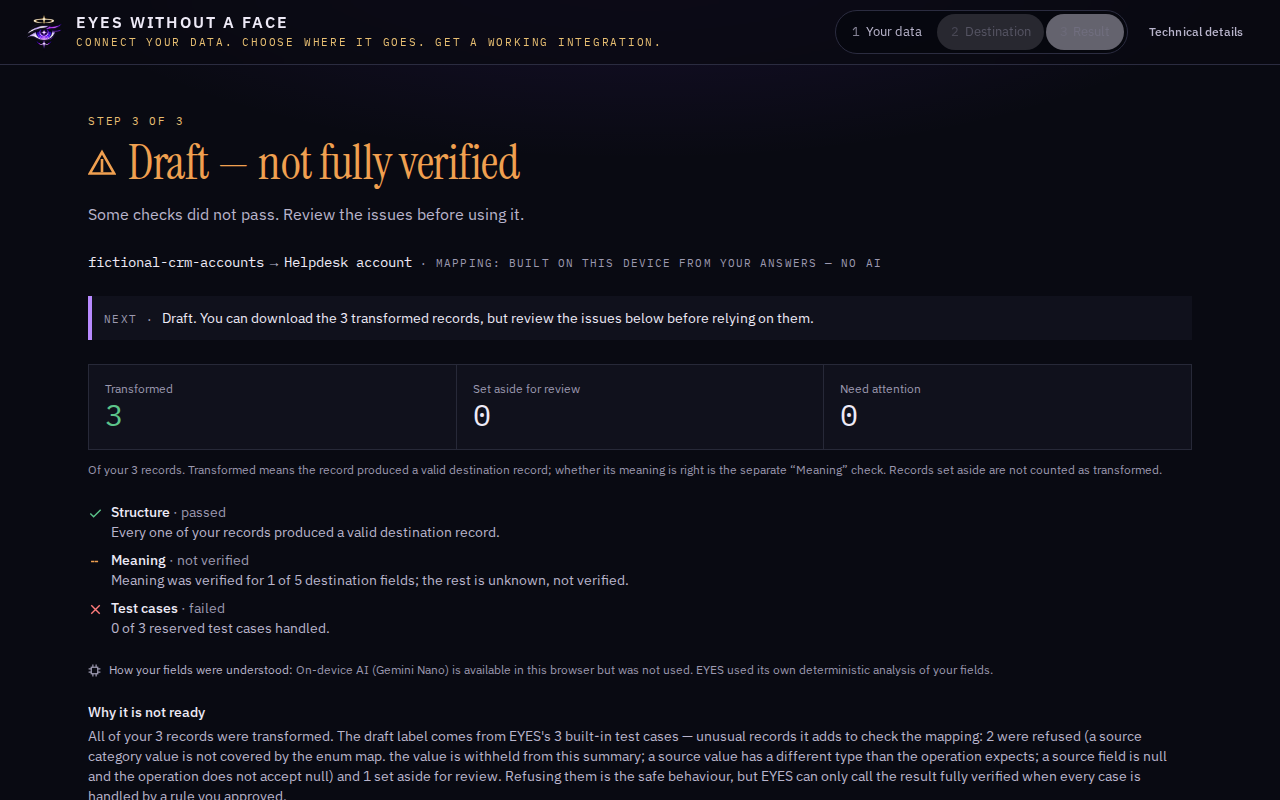 EYES WITHOUT A FACE
CONNECT YOUR DATA. CHOOSE WHERE IT GOES. GET A WORKING INTEGRATION.
1 Your data
2 Destination
Result
Technical details
STEP 3 OF 3
Draft — not fully verified
Some checks did not pass. Review the issues before using it.
fictional-crm-accounts → Helpdesk account · MAPPING: BUILT ON THIS DEVICE FROM YOUR ANSWERS — NO AI
NEXT · Draft. You can download the 3 transformed records, but review the issues below before relying on them.
Transformed
3
Set aside for review
0
Need attention
0
Of your 3 records. Transformed means the record produced a valid destination record; whether its meaning is right is the separate “Meaning” check. Records set aside are not counted as transformed.
Structure · passed
Every one of your records produced a valid destination record.
Meaning · not verified
Meaning was verified for 1 of 5 destination fields; the rest is unknown, not verified.
Test cases · failed
0 of 3 reserved test cases handled.
How your fields were understood: On-device AI (Gemini Nano) is available in this browser but was not used. EYES used its own deterministic analysis of your fields.
Why it is not ready
All of your 3 records were transformed. The draft label comes from EYES's 3 built-in test cases — unusual records it adds to check the mapping: 2 were refused (a source
category value is not covered by the enum map. the value is withheld from this summary; a source value has a different type than the operation expects; a source field is null
and the operation does not accept null) and 1 set aside for review. Refusing them is the safe behaviour, but EYES can only call the result fully verified when every case is
handled by a rule you approved.